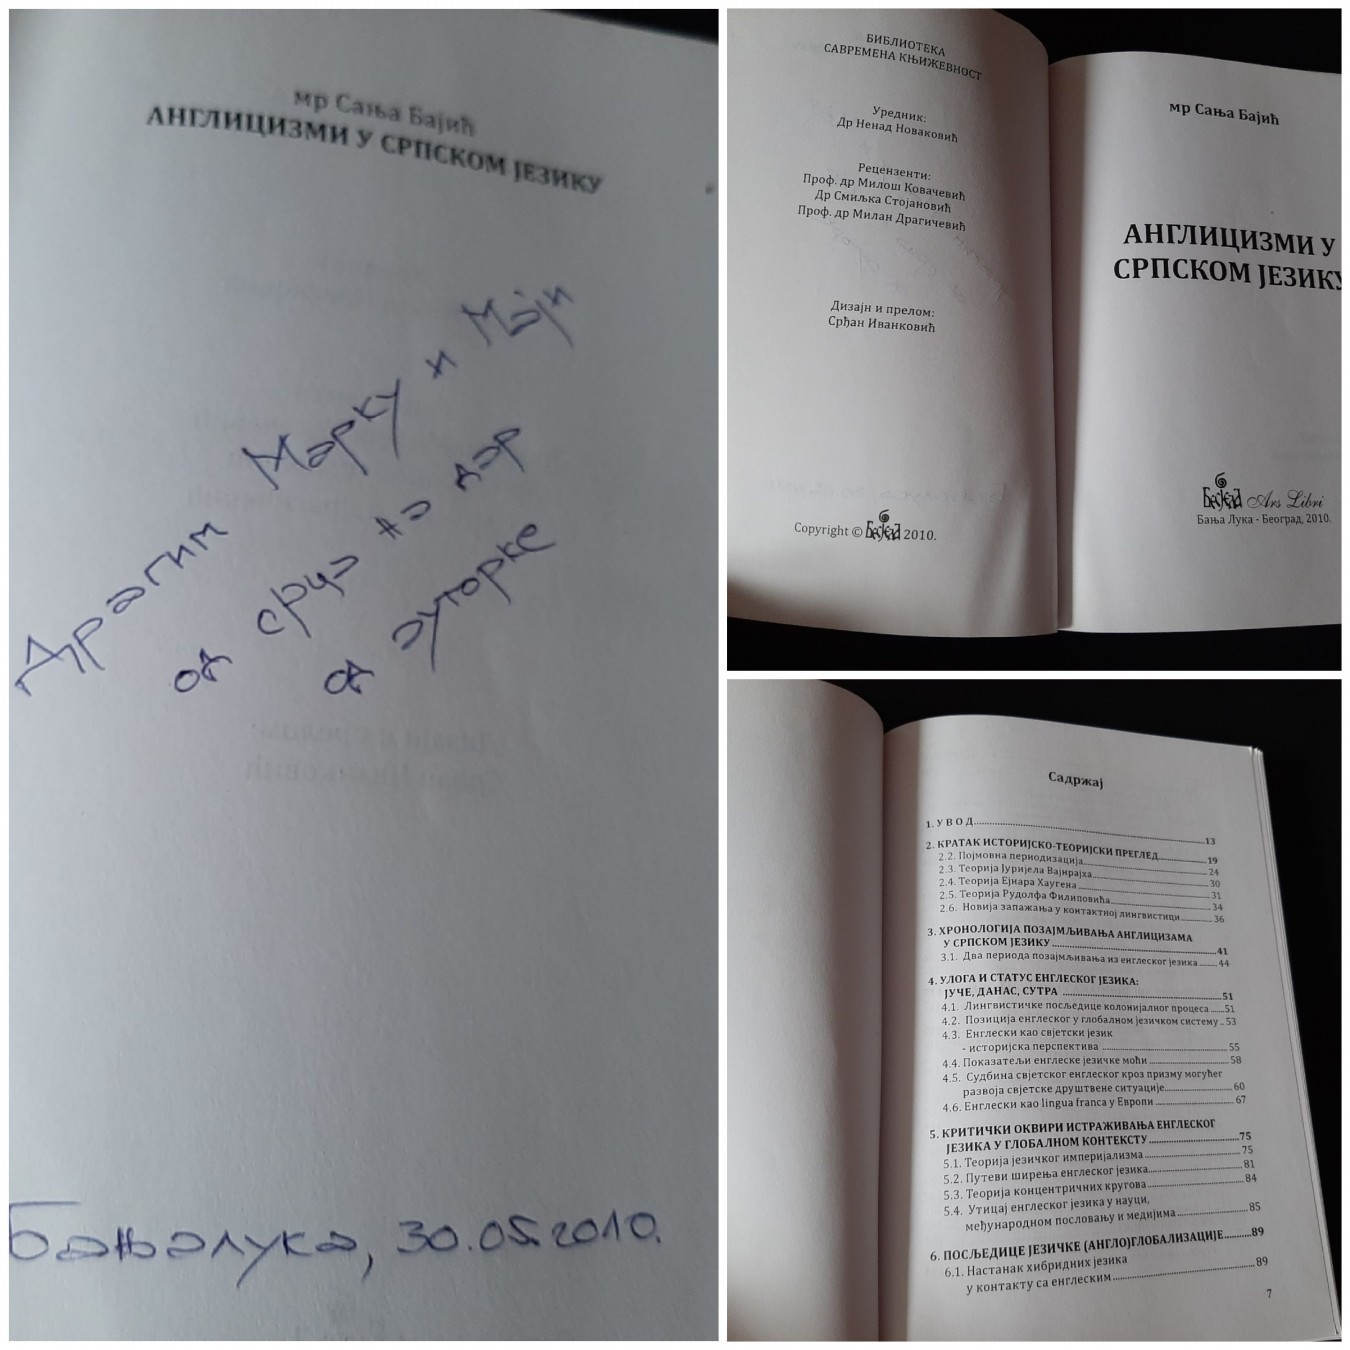 мр Сања Бајић
АНГЛИЦИЗМИ У СРПСКОМ ЈЕЗИКУ
Драгим Марку и Маји
од срца на дар
од ауторке
Бањалука, 30.05.2010.
БИБЛИОТЕКА
САВРЕМЕНА КЊИЖЕВНОСТ
Уредник:
Др Ненад Новаковић
Рецензенти:
Проф. др Милош Ковачевић
Др Смиљка Стојановић
Проф. др Милан Драгичевић
Дизајн и прелом:
Срђан Иванковић
Copyright © Бесједа 2010.
мр Сања Бајић
АНГЛИЦИЗМИ У
СРПСКОМ ЈЕЗИКУ
Бесједа Ars Libri
Бања Лука - Београд, 2010.
Садржај
1. У В О Д 13
2. КРАТАК ИСТОРИЈСКО-ТЕОРИЈСКИ ПРЕГЛЕД 19
2.2. Појмовна периодизација 24
2.3. Теорија Јуријела Вајнрајха 30
2.4. Теорија Ејнара Хаугена 31
2.5. Теорија Рудолфа Филиповића 34
2.6. Новија запажања у контактној лингвистици 36
3. ХРОНОЛОГИЈА ПОЗАЈМЉИВАЊА АНГЛИЦИЗАМА
У СРПСКОМ ЈЕЗИКУ 41
3.1. Два периода позајмљивања из енглеског језика 44
4. УЛОГА И СТАТУС ЕНГЛЕСКОГ ЈЕЗИКА:
ЈУЧЕ, ДАНАС, СУТРА 51
4.1. Лингвистичке посљедице колонијалног процеса 51
4.2. Позиција енглеског у глобалном језичком систему 53
4.3. Енглески као свјетски језик
- историјска перспектива 55
4.4. Показатељи енглеске језичке моћи 58
4.5. Судбина свјетског енглеског кроз призму могућег
развоја свјетске друштвене ситуације 60
4.6. Енглески као lingua franca у Европи 67
5. КРИТИЧКИ ОКВИРИ ИСТРАЖИВАЊА ЕНГЛЕСКОГ
ЈЕЗИКА У ГЛОБАЛНОМ КОНТЕКСТУ 75
5.1. Теорија језичког империјализма 75
5.2. Путеви ширења енглеског језика 81
5.3. Теорија концентричних кругова 84
5.4. Утицај енглеског језика у науци,
међународном пословању и медијима 85
6. ПОСЉЕДИЦЕ ЈЕЗИЧКЕ (АНГЛО)ГЛОБАЛИЗАЦИЈЕ 89
6.1. Настанак хибридних језика
у контакту са енглеским 89
7